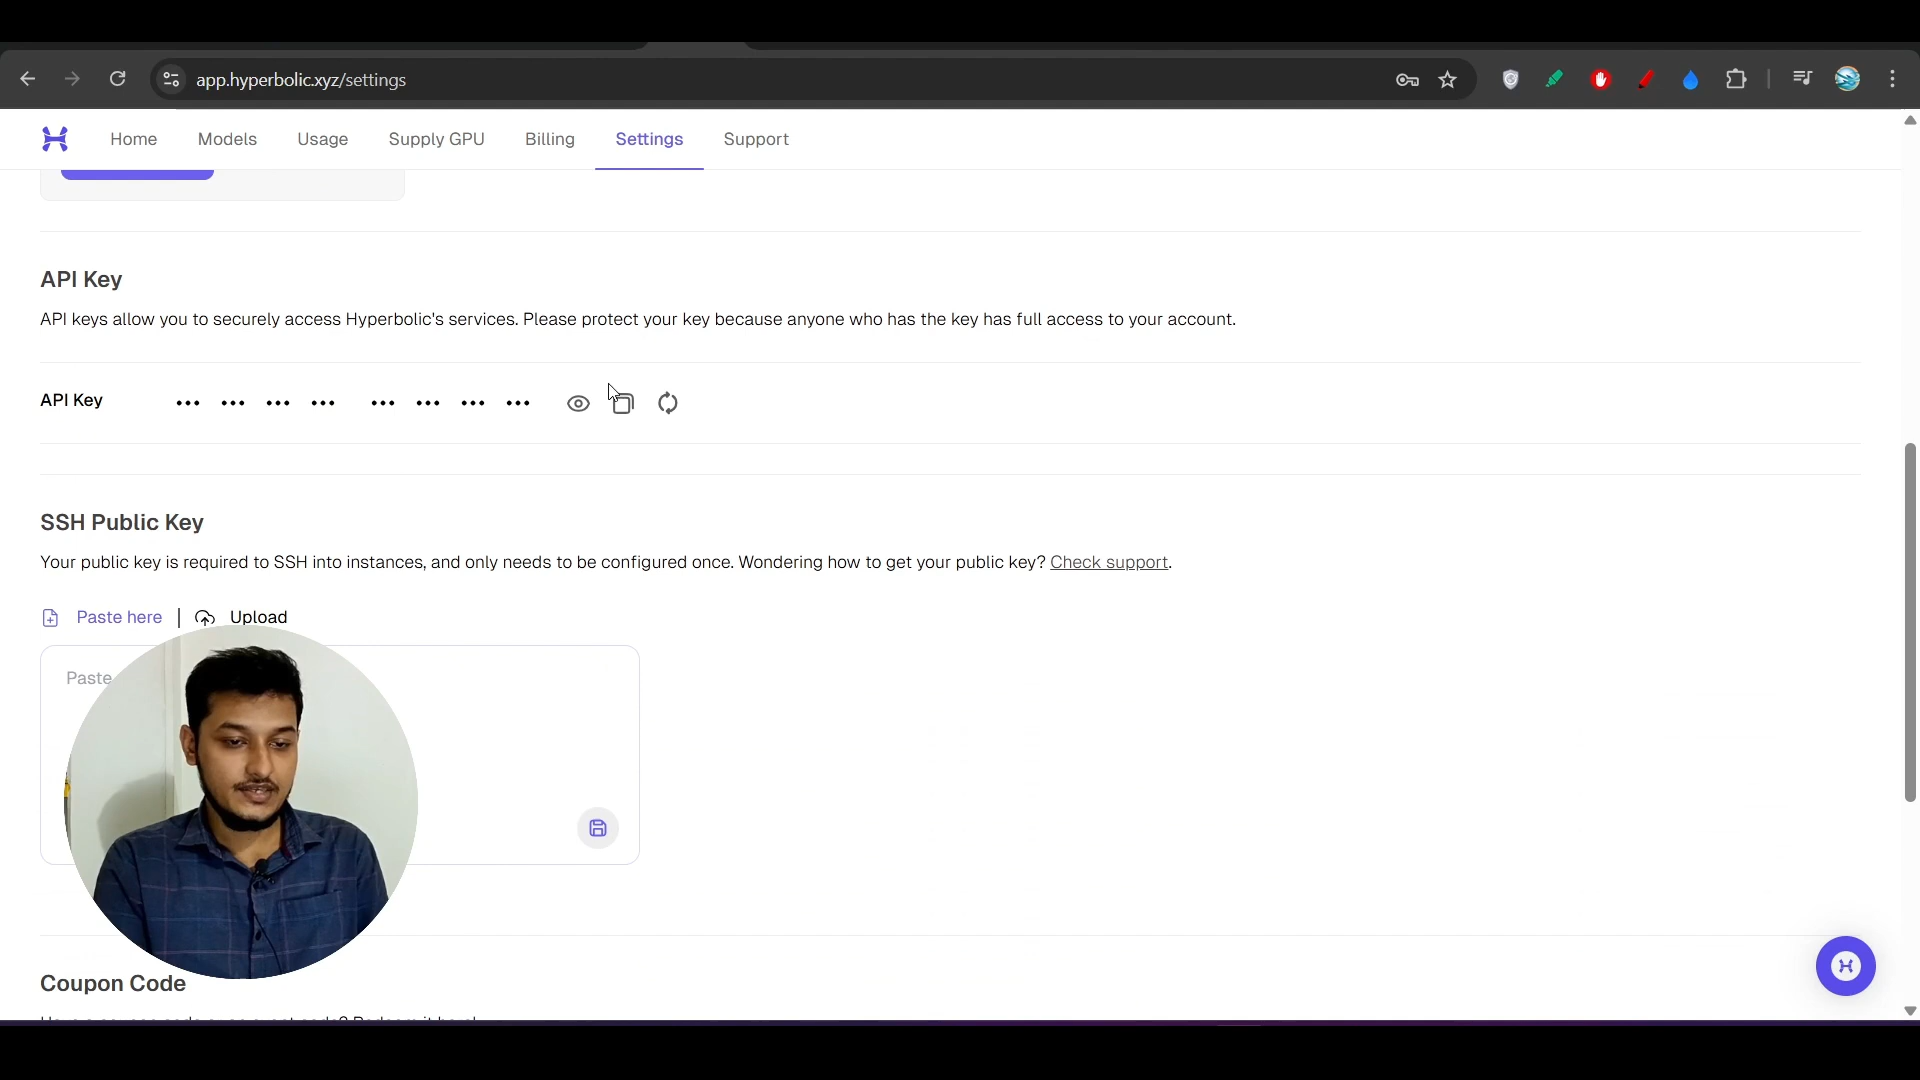 app.hyperbolic.xyz/settings
Home Models Usage Supply GPU Billing Settings Support
API Key
API keys allow you to securely access Hyperbolic's services. Please protect your key because anyone who has the key has full access to your account.
API Key
SSH Public Key
Your public key is required to SSH into instances, and only needs to be configured once. Wondering how to get your public key? Check support.
Paste here | Upload
Paste
Coupon Code